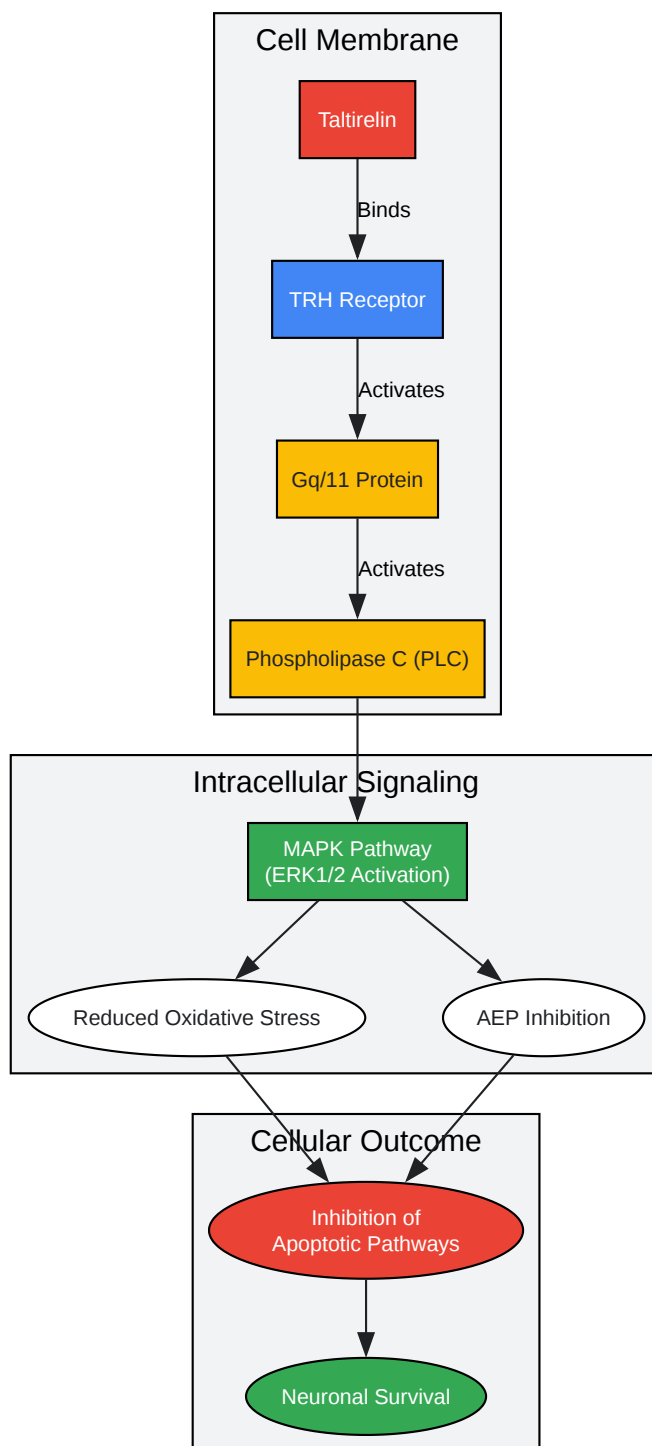 Cell Membrane
Taltirelin
Binds
TRH Receptor
Activates
Gq/11 Protein
Activates
Phospholipase C (PLC)
Intracellular Signaling
MAPK Pathway
(ERK1/2 Activation)
Reduced Oxidative Stress
AEP Inhibition
Cellular Outcome
Inhibition of
Apoptotic Pathways
Neuronal Survival